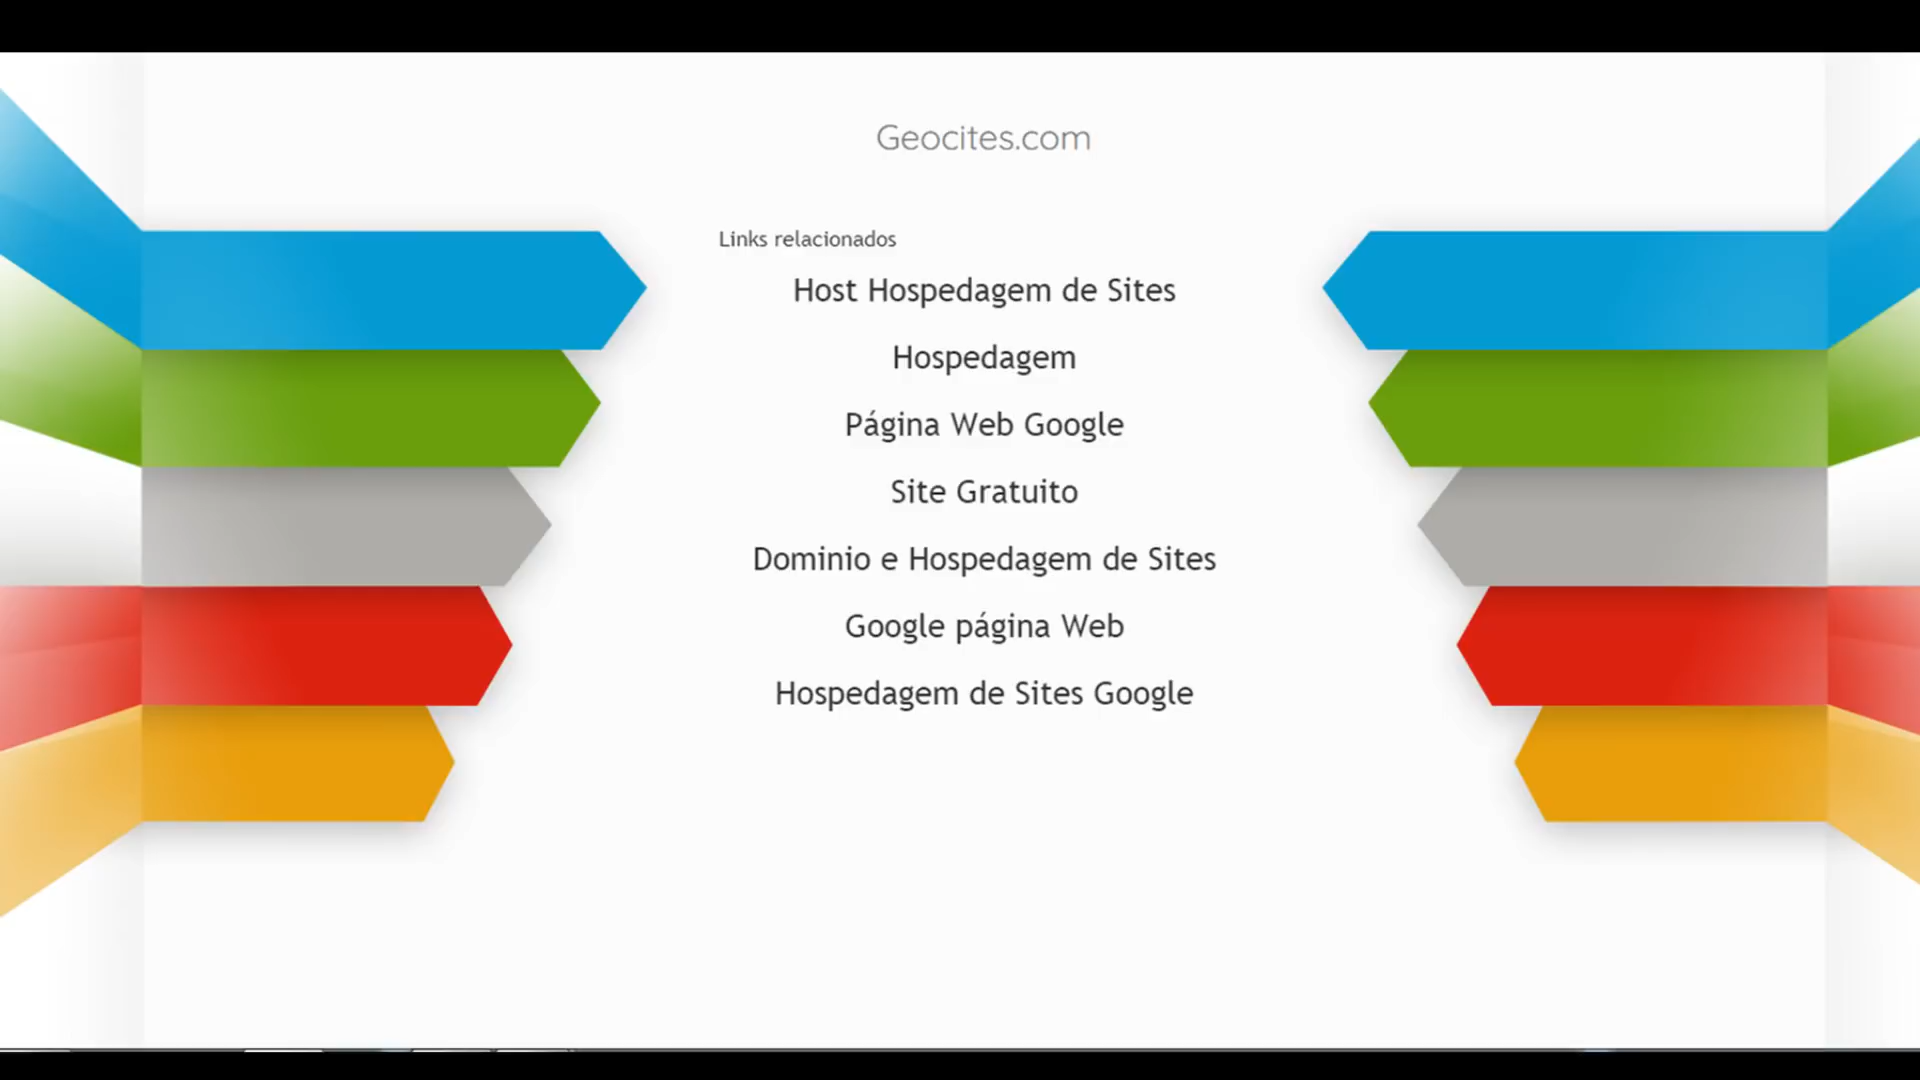 Geocites.com
Links relacionados
Host Hospedagem de Sites
Hospedagem
Página Web Google
Site Gratuito
Dominio e Hospedagem de Sites
Google página Web
Hospedagem de Sites Google